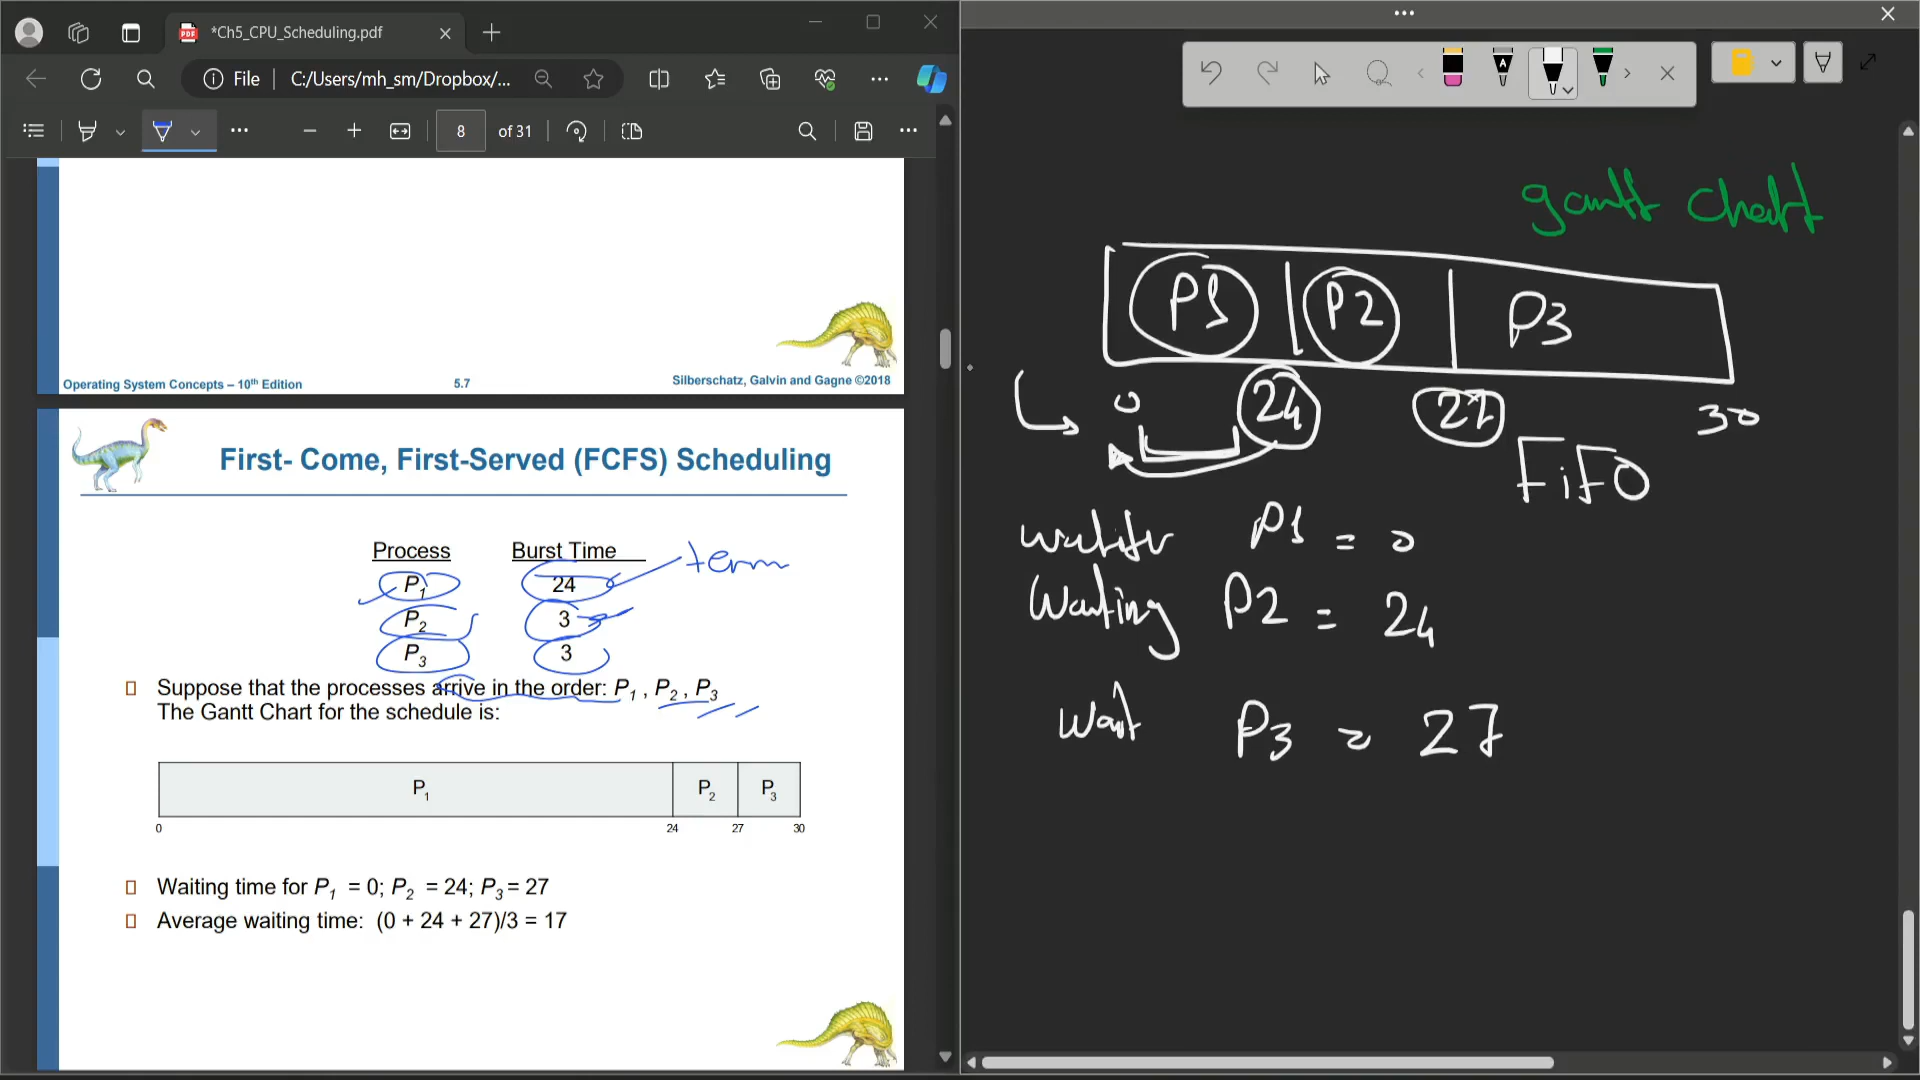 *Ch5_CPU_Scheduling.pdf
File
C:/Users/mh_sm/Dropbox/...
8 of 31
Operating System Concepts – 10th Edition 5.7 Silberschatz, Galvin and Gagne ©2018
First- Come, First-Served (FCFS) Scheduling
Process Burst Time
term
P1 24
P2 3
P3 3
Suppose that the processes arrive in the order: P1 , P2 , P3
The Gantt Chart for the schedule is:
P1 P2 P3
0 24 27 30
Waiting time for P1 = 0; P2 = 24; P3 = 27
Average waiting time: (0 + 24 + 27)/3 = 17
gantt Chart
P1 P2 P3
0 24 27 30
FiFO
P1 = 0
Waiting P2 = 24
Wait P3 = 27